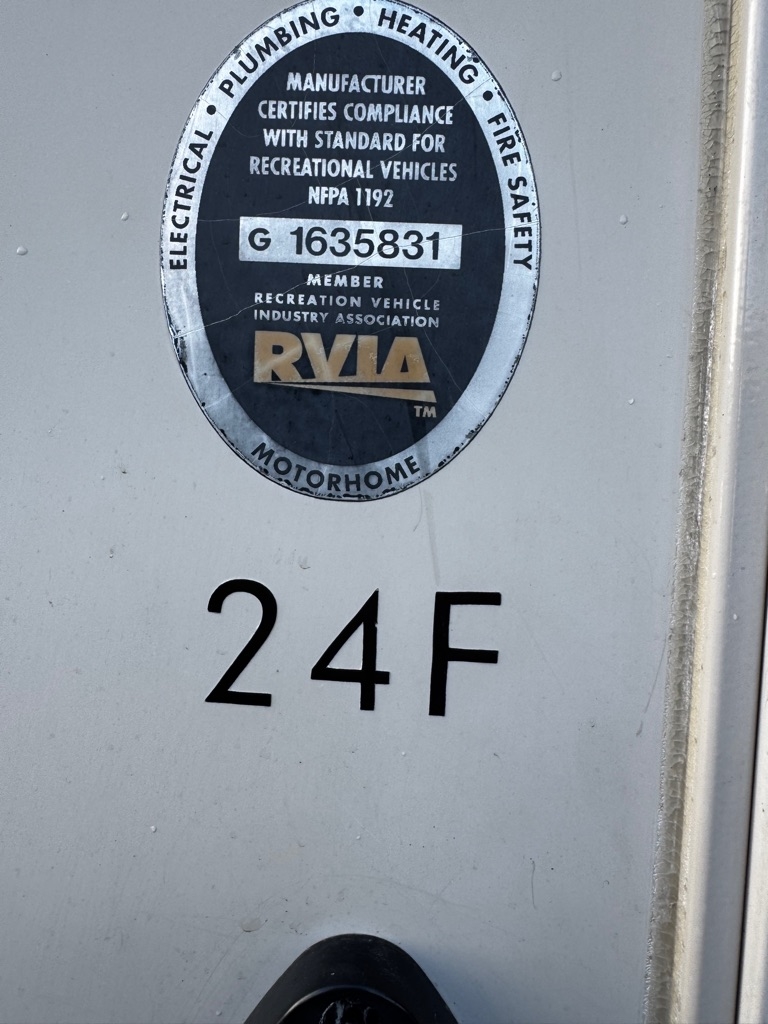 ELECTRICAL • PLUMBING • HEATING • FIRE SAFETY
MANUFACTURER
CERTIFIES COMPLIANCE
WITH STANDARD FOR
RECREATIONAL VEHICLES
NFPA 1192
G 1635831
MEMBER
RECREATION VEHICLE
INDUSTRY ASSOCIATION
RVIA
TM
MOTORHOME
24F